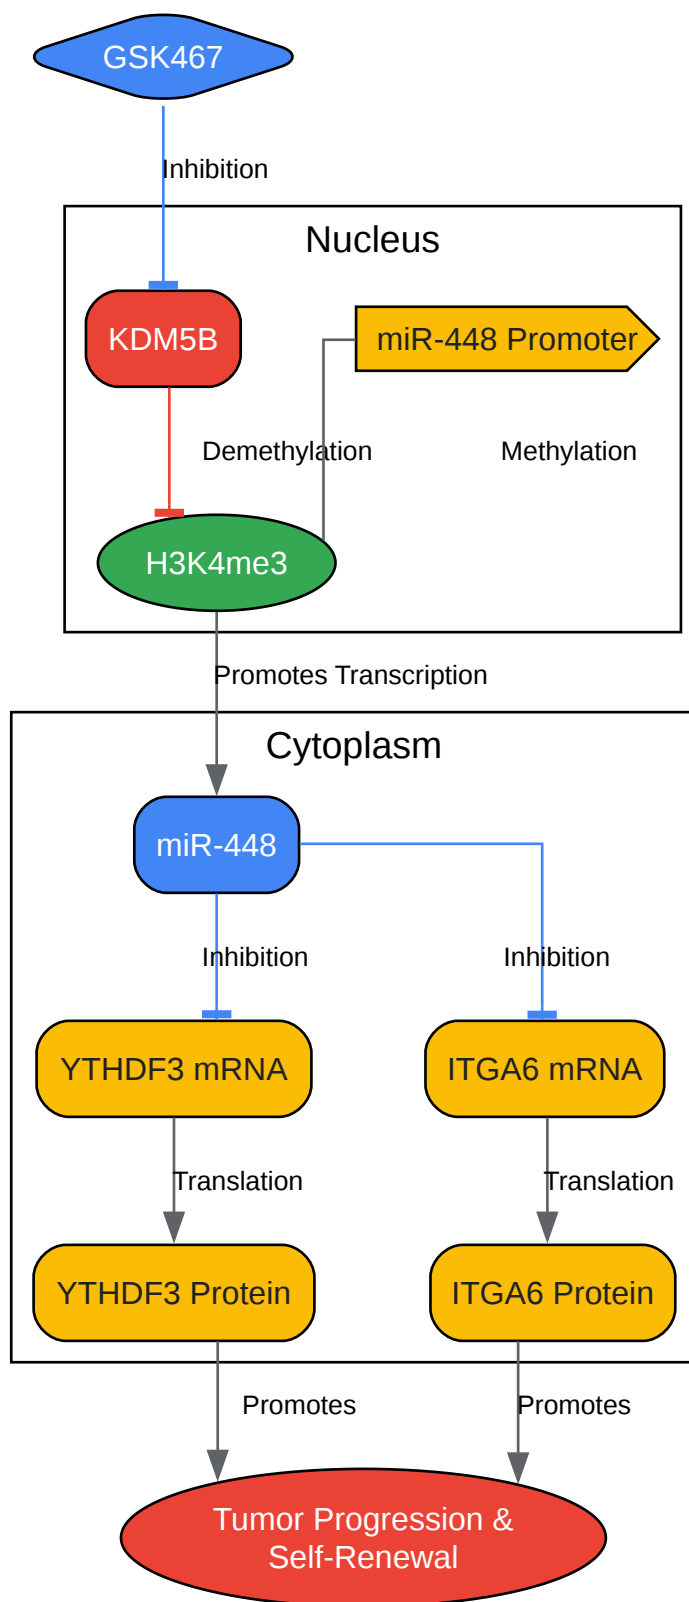 GSK467
Inhibition
Nucleus
KDM5B
miR-448 Promoter
Demethylation
Methylation
H3K4me3
Promotes Transcription
Cytoplasm
miR-448
Inhibition
Inhibition
YTHDF3 mRNA
ITGA6 mRNA
Translation
Translation
YTHDF3 Protein
ITGA6 Protein
Promotes
Promotes
Tumor Progression &
Self-Renewal